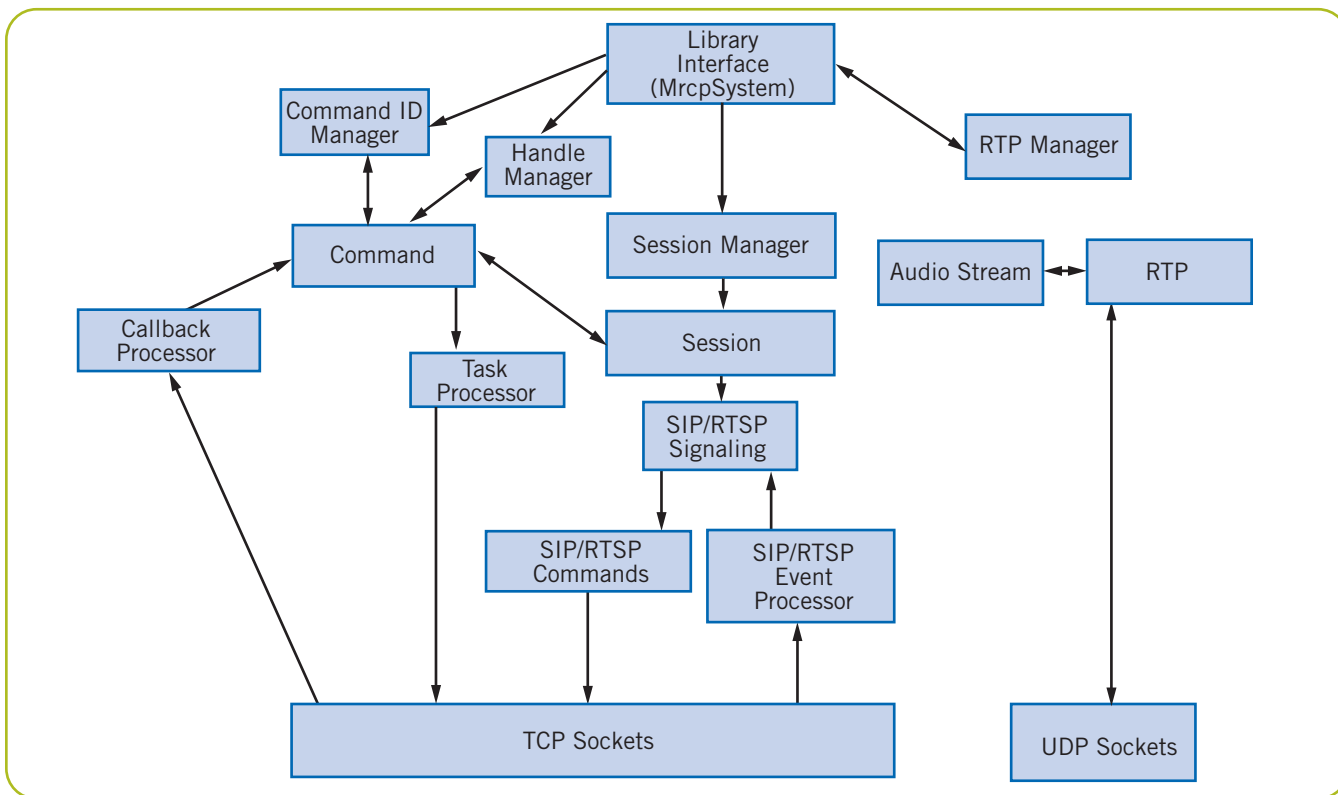 Library
Interface
(MrcpSystem)
Command ID
Manager
Handle
Manager
RTP Manager
Command
Session Manager
Audio Stream
RTP
Callback
Processor
Session
Task
Processor
SIP/RTSP
Signaling
SIP/RTSP
Commands
SIP/RTSP
Event
Processor
TCP Sockets
UDP Sockets